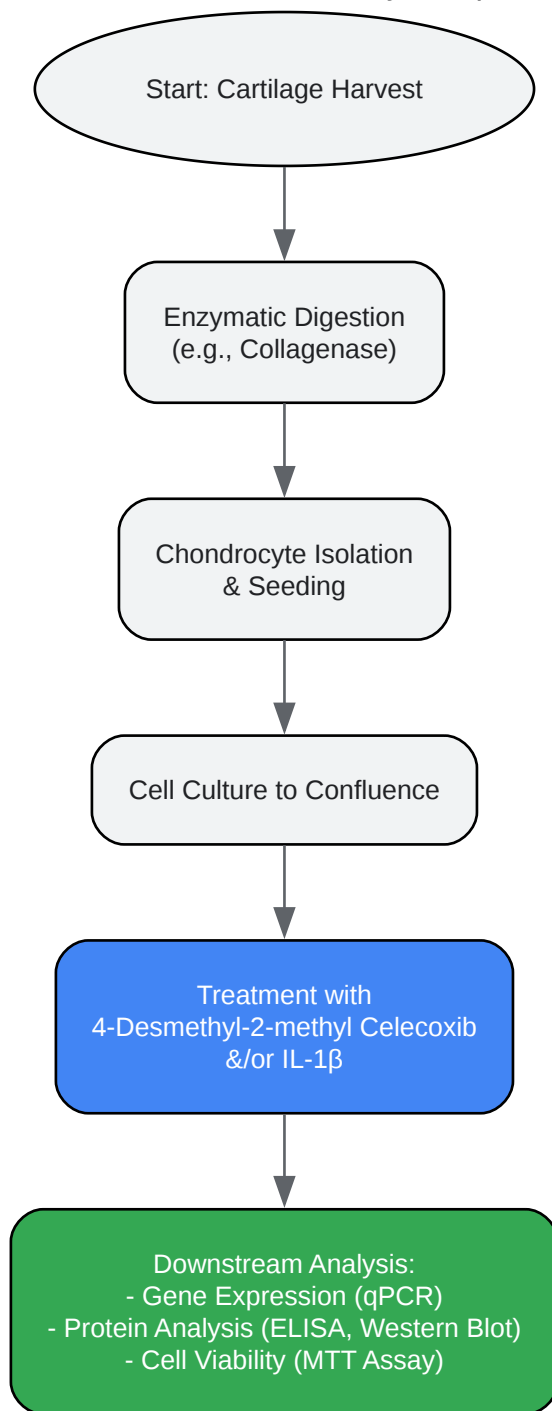 Start: Cartilage Harvest
Enzymatic Digestion
(e.g., Collagenase)
Chondrocyte Isolation
& Seeding
Cell Culture to Confluence
Treatment with
4-Desmethyl-2-methyl Celecoxib
&/or IL-1β
Downstream Analysis:
- Gene Expression (qPCR)
- Protein Analysis (ELISA, Western Blot)
- Cell Viability (MTT Assay)